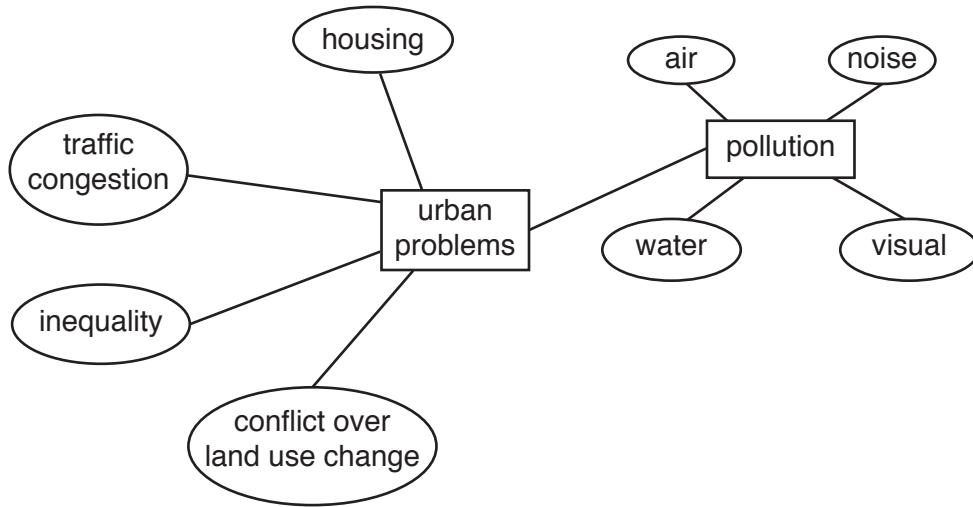 housing
air
noise
traffic
congestion
pollution
urban
problems
water
visual
inequality
conflict over
land use change